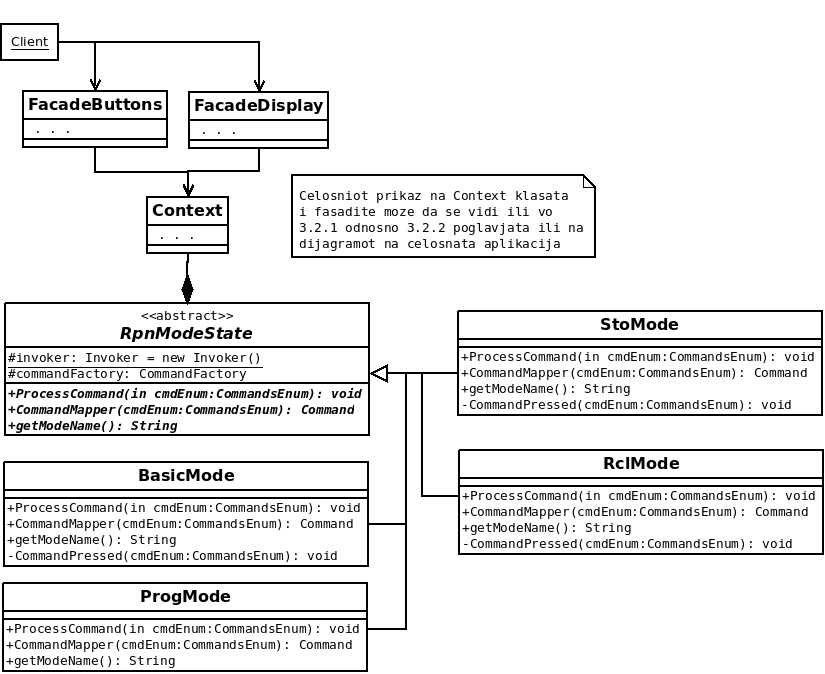 Client
FacadeButtons
. . .
FacadeDisplay
. . .
Context
. . .
Celosniot prikaz na Context klasata
i fasadite moze da se vidi ili vo
3.2.1 odnosno 3.2.2 poglavjata ili na
dijagramot na celosnata aplikacija
<<abstract>>
RpnModeState
#invoker: Invoker = new Invoker()
#commandFactory: CommandFactory
+ProcessCommand(in cmdEnum:CommandsEnum): void
+CommandMapper(cmdEnum:CommandsEnum): Command
+getModeName(): String
StoMode
+ProcessCommand(in cmdEnum:CommandsEnum): void
+CommandMapper(cmdEnum:CommandsEnum): Command
+getModeName(): String
-CommandPressed(cmdEnum:CommandsEnum): void
BasicMode
+ProcessCommand(in cmdEnum:CommandsEnum): void
+CommandMapper(cmdEnum:CommandsEnum): Command
+getModeName(): String
-CommandPressed(cmdEnum:CommandsEnum): void
RclMode
+ProcessCommand(in cmdEnum:CommandsEnum): void
+CommandMapper(cmdEnum:CommandsEnum): Command
+getModeName(): String
-CommandPressed(cmdEnum:CommandsEnum): void
ProgMode
+ProcessCommand(in cmdEnum:CommandsEnum): void
+CommandMapper(cmdEnum:CommandsEnum): Command
+getModeName(): String